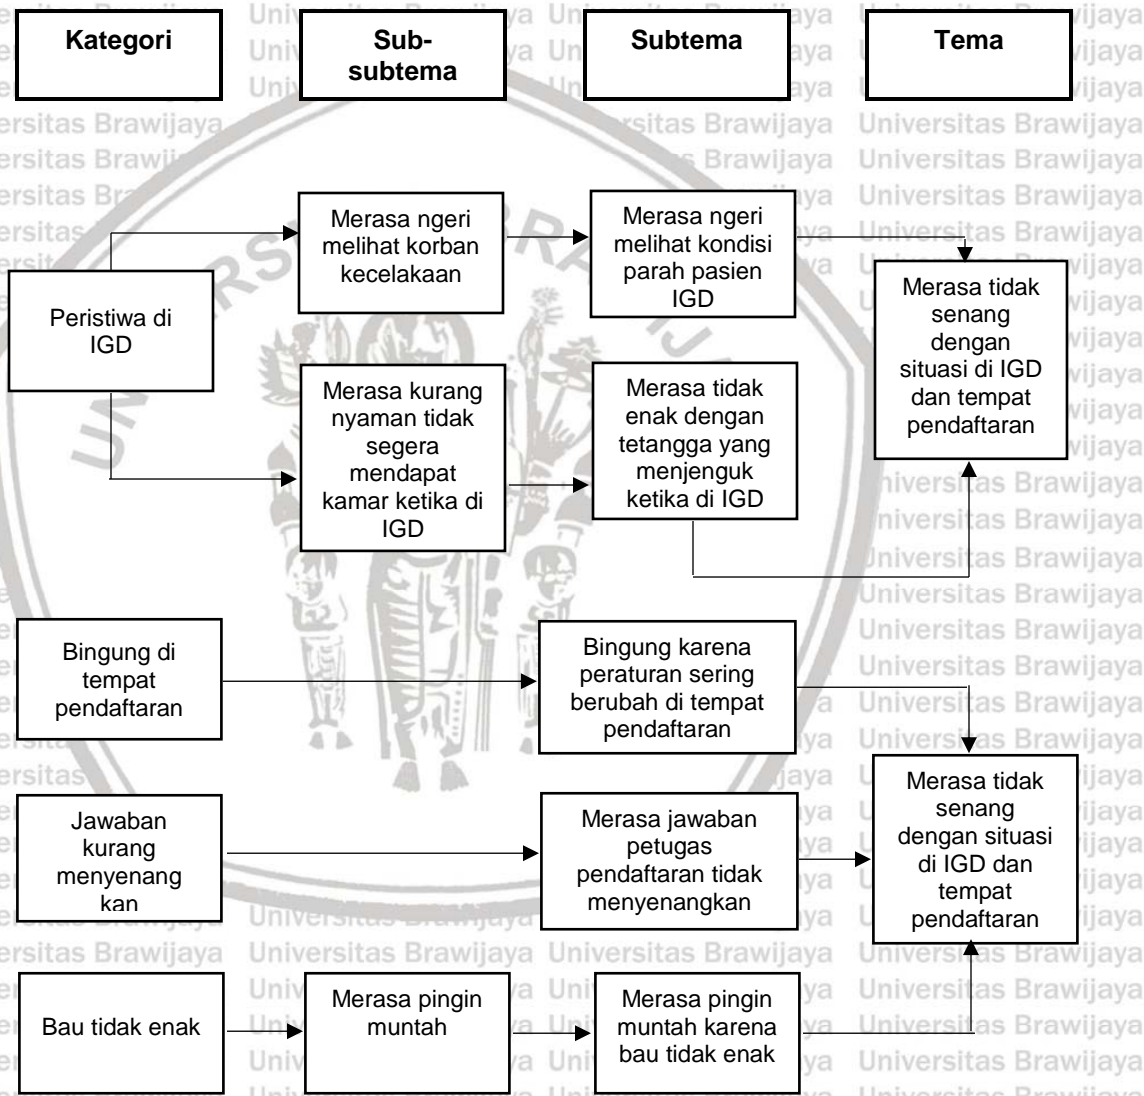 Kategori
Sub-
subtema
Subtema
Tema
Peristiwa di
IGD
Merasa ngeri
melihat korban
kecelakaan
Merasa ngeri
melihat kondisi
parah pasien
IGD
Merasa tidak
senang
dengan
situasi di IGD
dan tempat
pendaftaran
Merasa kurang
nyaman tidak
segera
mendapat
kamar ketika di
IGD
Merasa tidak
enak dengan
tetangga yang
menjenguk
ketika di IGD
Bingung di
tempat
pendaftaran
Bingung karena
peraturan sering
berubah di tempat
pendaftaran
Jawaban
kurang
menyenang
kan
Merasa jawaban
petugas
pendaftaran tidak
menyenangkan
Merasa tidak
senang
dengan situasi
di IGD dan
tempat
pendaftaran
Bau tidak enak
Merasa pingin
muntah
Merasa pingin
muntah karena
bau tidak enak